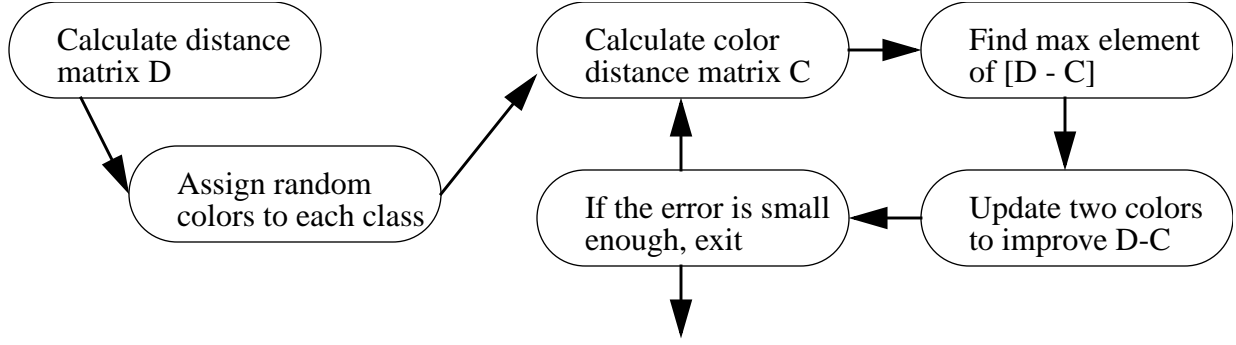 Calculate distance
matrix D
Assign random
colors to each class
Calculate color
distance matrix C
Find max element
of [D - C]
Update two colors
to improve D-C
If the error is small
enough, exit